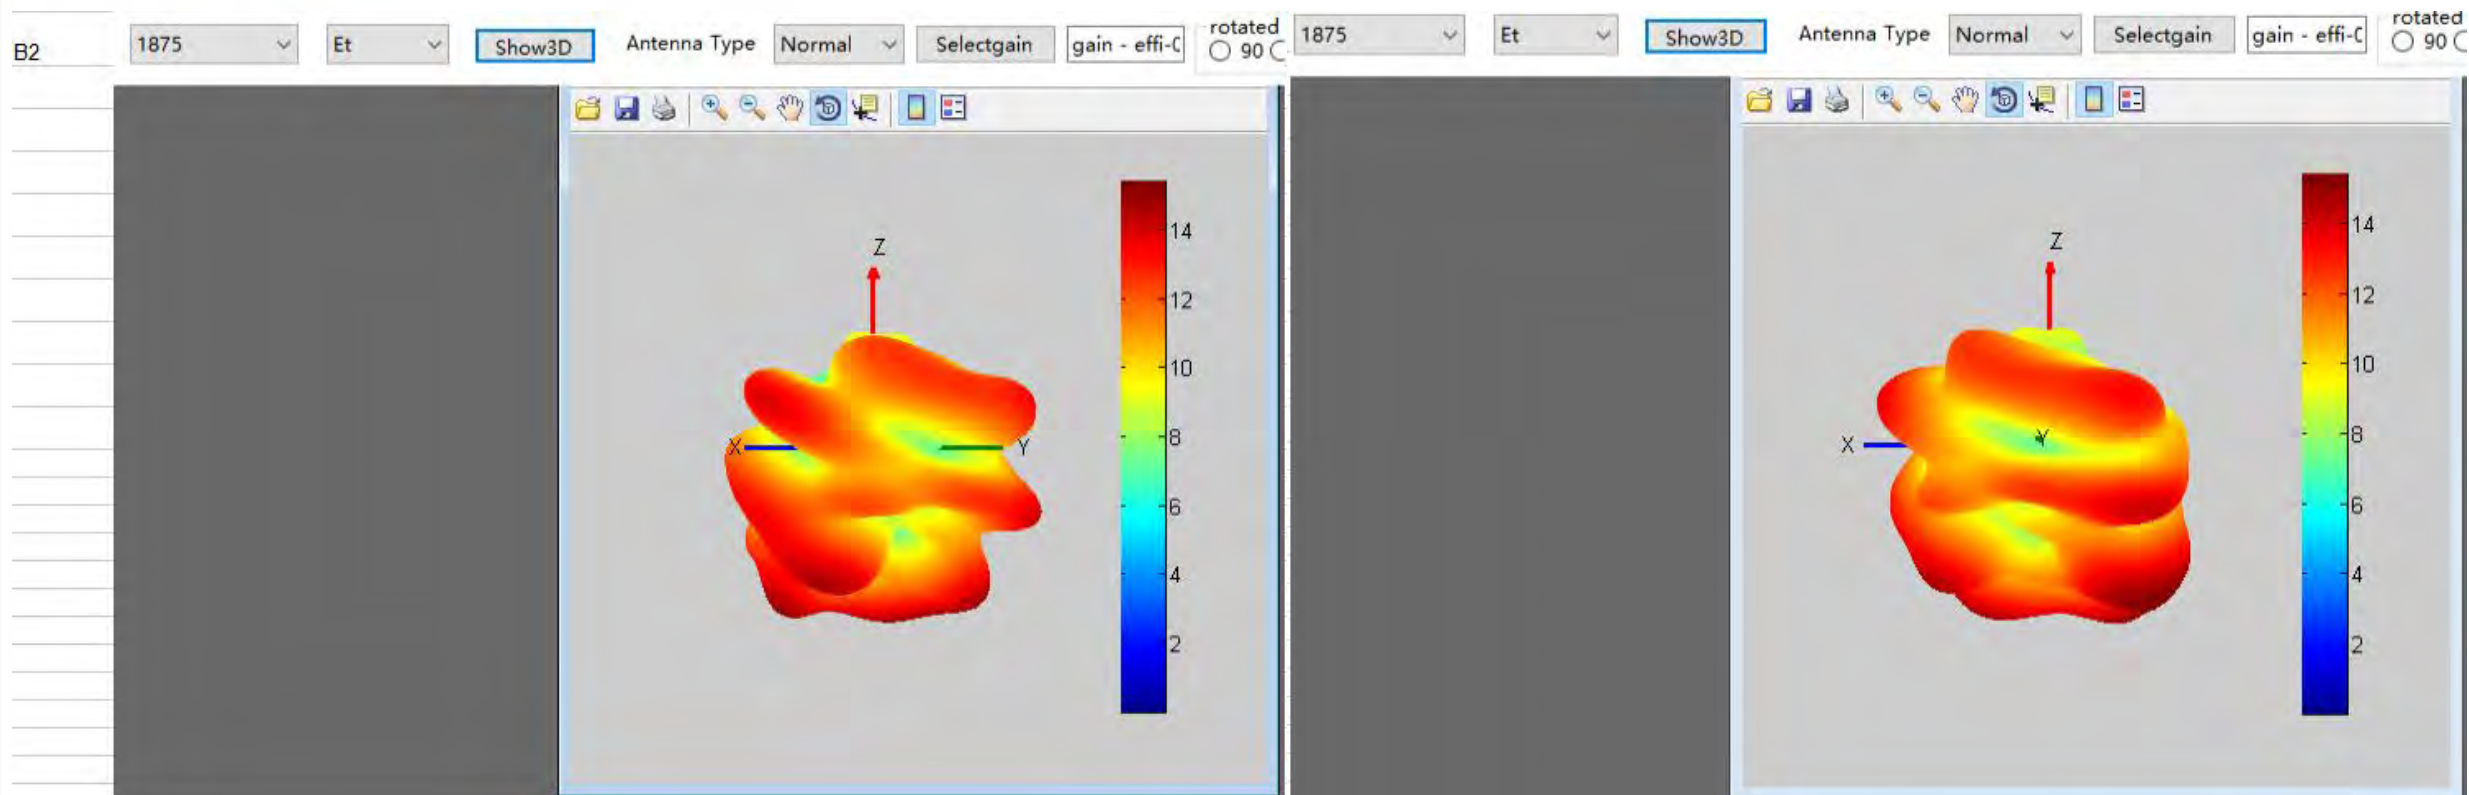 B2
1875 Et Show3D Antenna Type Normal Selectgain gain - effi-C rotated
90
Z
X Y
14
12
10
8
6
4
2
1875 Et Show3D Antenna Type Normal Selectgain gain - effi-C rotated
90
Z
X Y
14
12
10
8
6
4
2